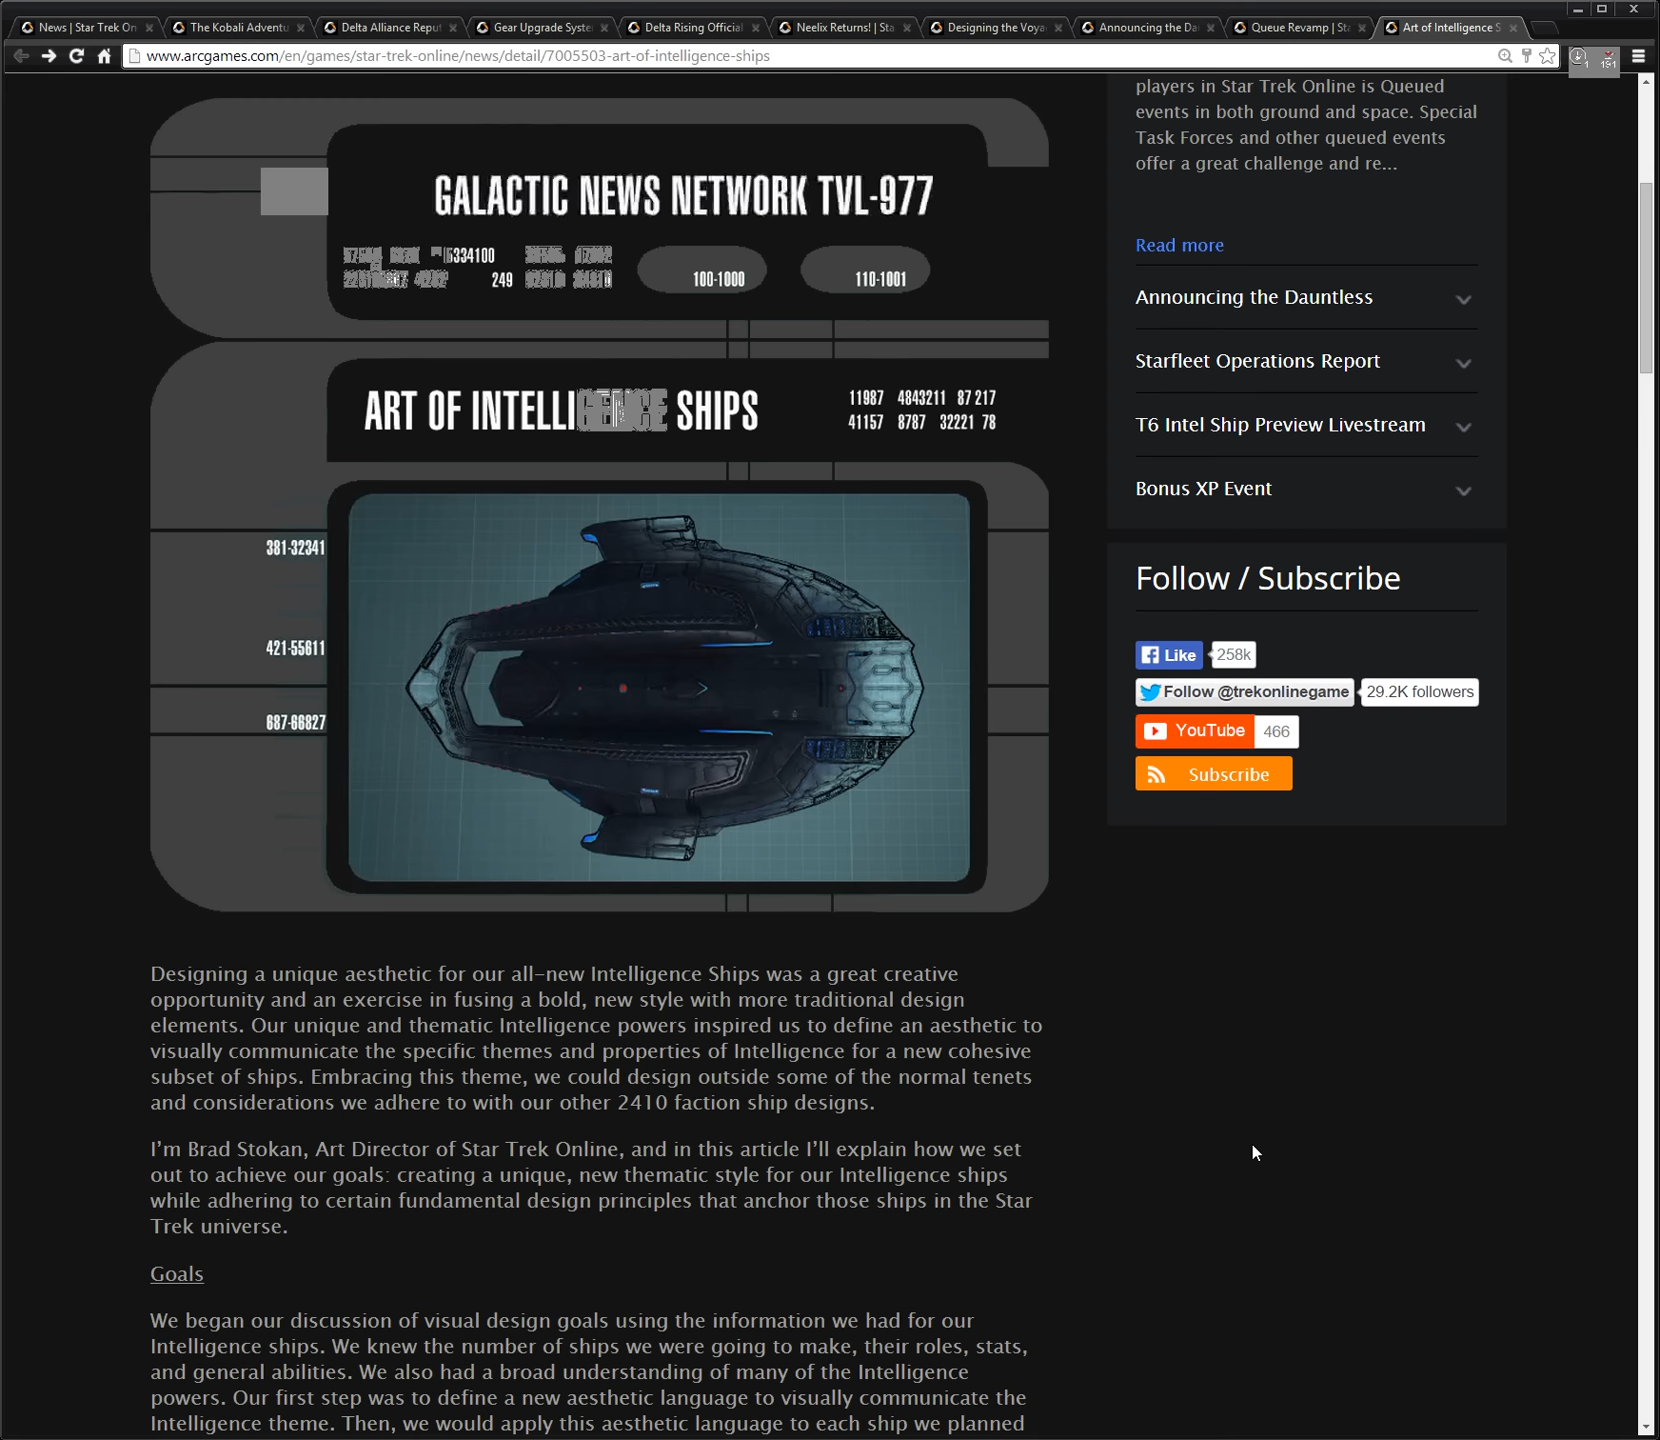 News | Star Trek On
The Kobali Adventu
Delta Alliance Reput
Gear Upgrade Syste
Delta Rising Official
Neelix Returns! | Sta
Designing the Voya
Announcing the Da
Queue Revamp | Sta
Art of Intelligence S
www.arcgames.com/en/games/star-trek-online/news/detail/7005503-art-of-intelligence-ships
1
191
GALACTIC NEWS NETWORK TVL-977
334100
249
100-1000
110-1001
ART OF INTELLIGENCE SHIPS
11987 4843211 87 217
41157 8787 32221 78
381-32341
421-55811
687-66827
Designing a unique aesthetic for our all-new Intelligence Ships was a great creative
opportunity and an exercise in fusing a bold, new style with more traditional design
elements. Our unique and thematic Intelligence powers inspired us to define an aesthetic to
visually communicate the specific themes and properties of Intelligence for a new cohesive
subset of ships. Embracing this theme, we could design outside some of the normal tenets
and considerations we adhere to with our other 2410 faction ship designs.
I'm Brad Stokan, Art Director of Star Trek Online, and in this article I'll explain how we set
out to achieve our goals: creating a unique, new thematic style for our Intelligence ships
while adhering to certain fundamental design principles that anchor those ships in the Star
Trek universe.
Goals
We began our discussion of visual design goals using the information we had for our
Intelligence ships. We knew the number of ships we were going to make, their roles, stats,
and general abilities. We also had a broad understanding of many of the Intelligence
powers. Our first step was to define a new aesthetic language to visually communicate the
Intelligence theme. Then, we would apply this aesthetic language to each ship we planned
players in Star Trek Online is Queued
events in both ground and space. Special
Task Forces and other queued events
offer a great challenge and re...
Read more
Announcing the Dauntless
Starfleet Operations Report
T6 Intel Ship Preview Livestream
Bonus XP Event
Follow / Subscribe
Like 258k
Follow @trekonlinegame 29.2K followers
YouTube 466
Subscribe